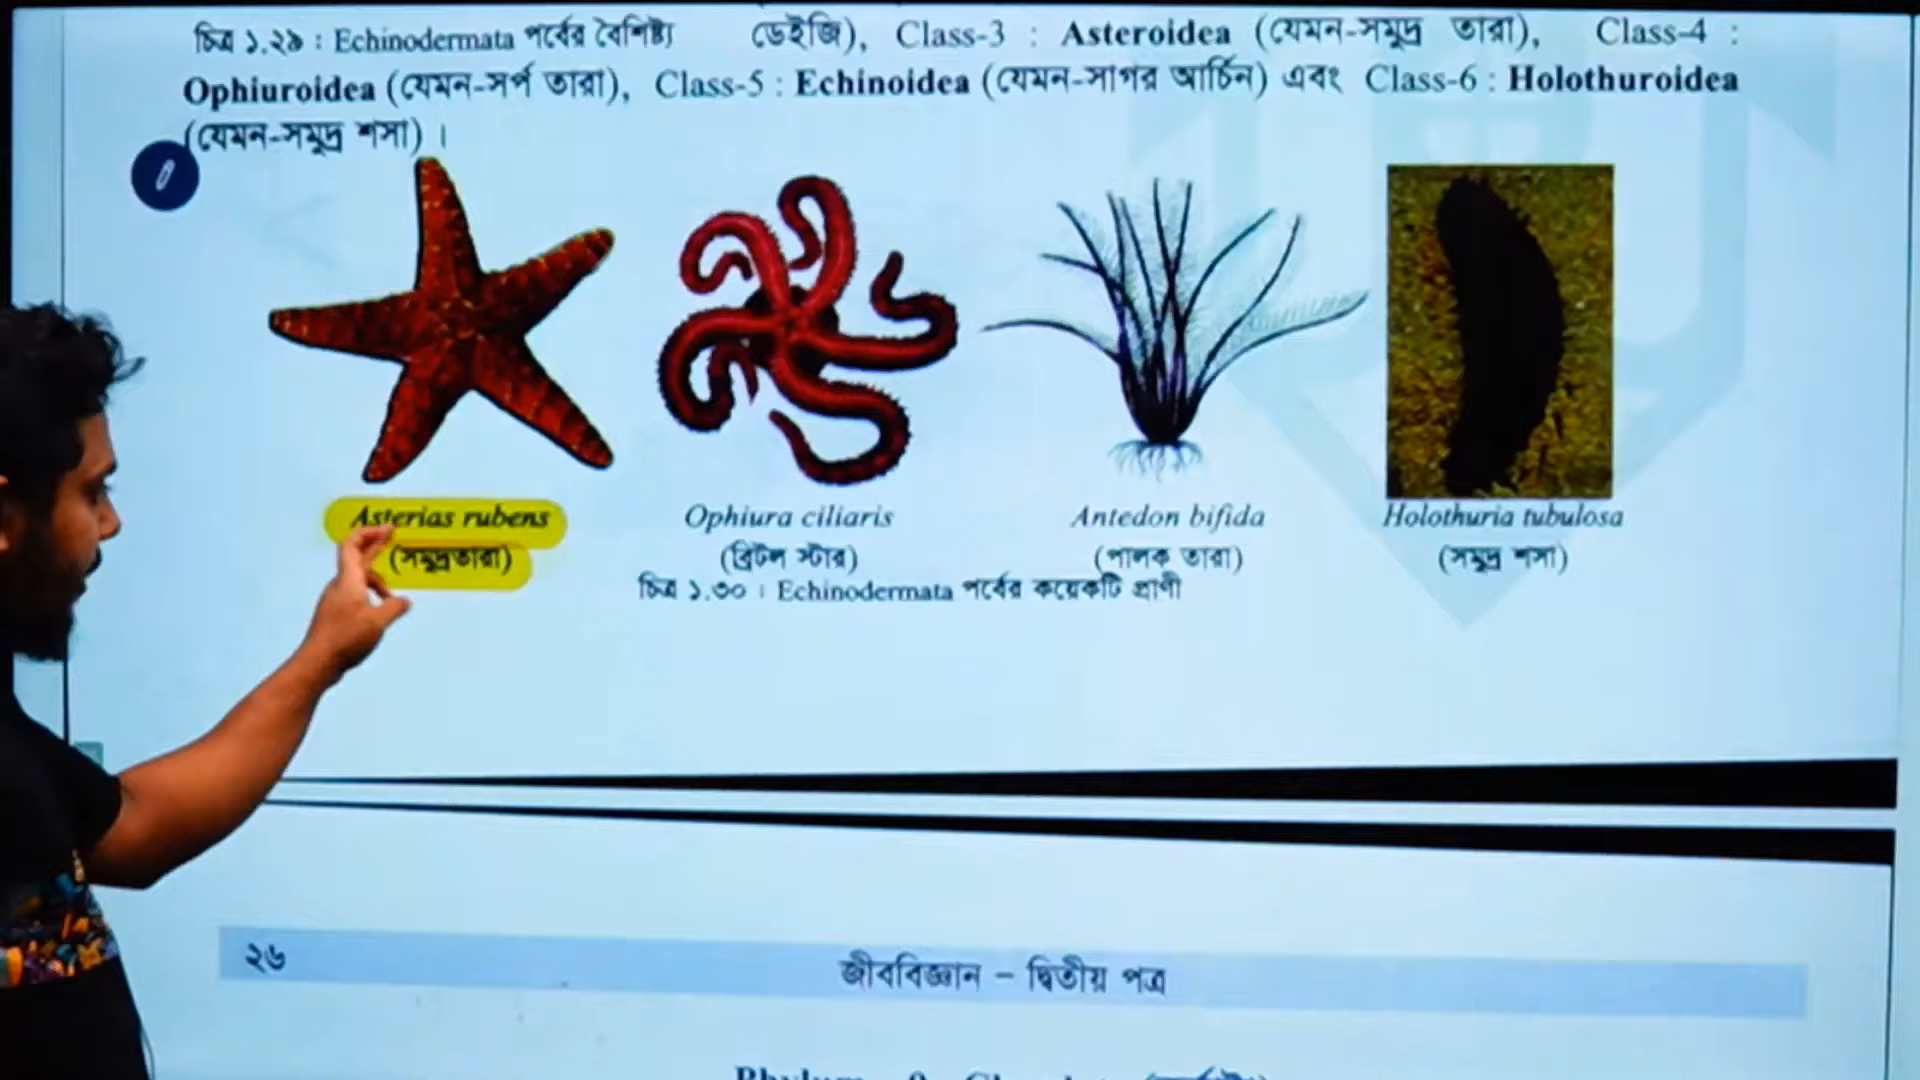 চিত্র ১.২৯ : Echinodermata পর্বের বৈশিষ্ট্য ডেইজি), Class-3 : Asteroidea (যেমন-সমুদ্র তারা), Class-4 :
Ophiuroidea (যেমন-সর্প তারা), Class-5 : Echinoidea (যেমন-সাগর আর্চিন) এবং Class-6 : Holothuroidea
(যেমন-সমুদ্র শসা) ।
Asterias rubens Ophiura ciliaris Antedon bifida Holothuria tubulosa
(সমুদ্রতারা) (ব্রিটল স্টার) (পালক তারা) (সমুদ্র শসা)
চিত্র ১.৩০ : Echinodermata পর্বের কয়েকটি প্রাণী
২৬ জীববিজ্ঞান – দ্বিতীয় পত্র